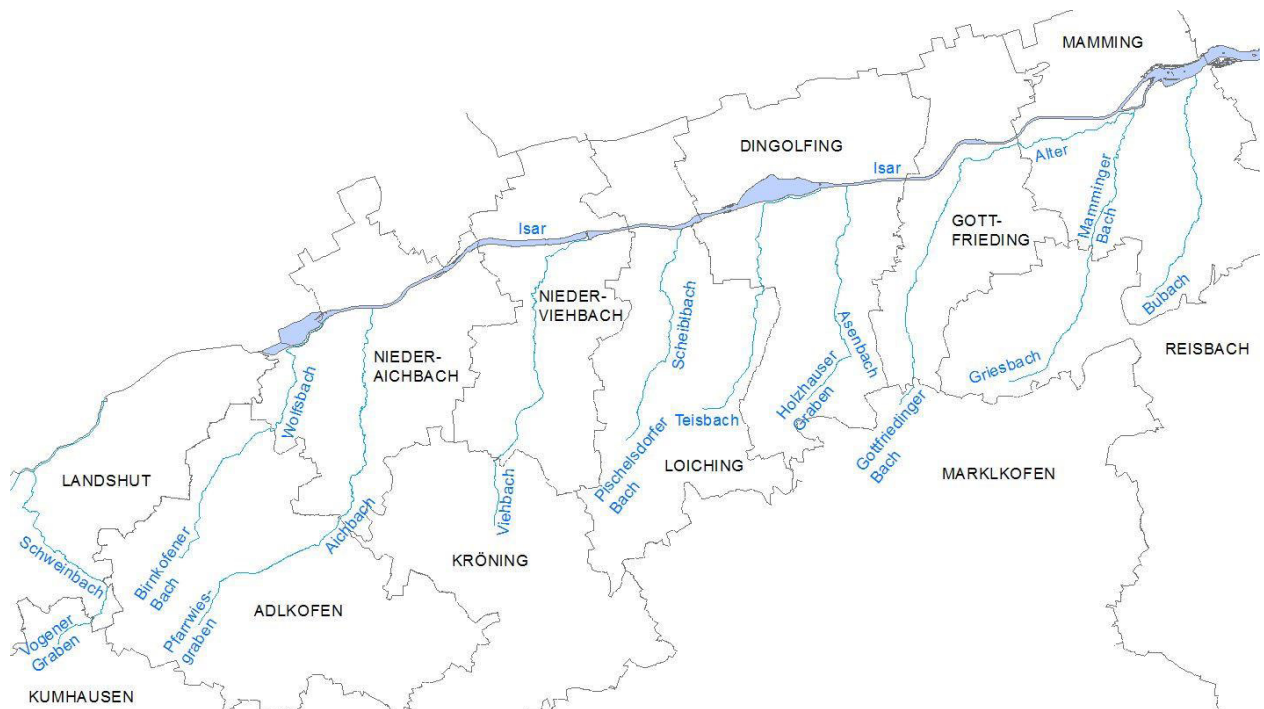 MAMMING
DINGOLFING
Isar
Alter
Mamminger
Bach
GOTT-
FRIEDING
Isar
NIEDER-
VIEHBACH
Scheiblbach
Bubach
Asenbach
REISBACH
NIEDER-
AICHBACH
Griesbach
Wolfsbach
Holzhauser
Graben
Teisbach
Gottfriedinger
Bach
Pischelsdorfer
Bach
LOICHING
MARKLKOFEN
LANDSHUT
Viehbach
Aichbach
Schweinbach
Birnkofener
Bach
KRÖNING
Pfarrwies-
graben
ADLKOFEN
Vogener
Graben
KUMHAUSEN